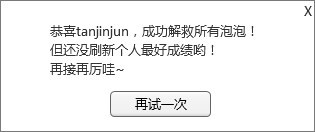 X
恭喜tanjinjun，成功解救所有泡泡！
但还没刷新个人最好成绩哟！
再接再厉哇~
再试一次